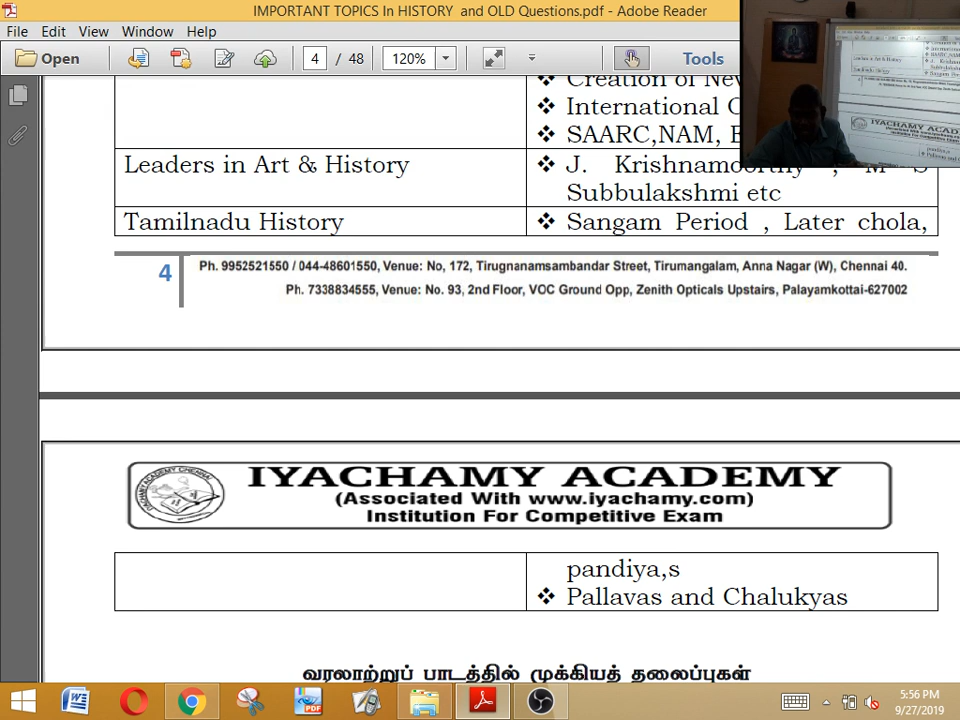 IMPORTANT TOPICS In HISTORY and OLD Questions.pdf - Adobe Reader
File Edit View Window Help
Open 4 / 48 120% Tools
Creation of
International
SAARC,NAM,
Leaders in Art & History
J. Krishnamoorthy , M S
Subbulakshmi etc
Tamilnadu History
Sangam Period , Later chola,
4
Ph. 9952521550 / 044-48601550, Venue: No, 172, Tirugnanamsambandar Street, Tirumangalam, Anna Nagar (W), Chennai 40.
Ph. 7338834555, Venue: No. 93, 2nd Floor, VOC Ground Opp, Zenith Opticals Upstairs, Palayamkottai-627002
IYACHAMY ACADEMY
(Associated With www.iyachamy.com)
Institution For Competitive Exam
pandiya,s
Pallavas and Chalukyas
வரலாற்றுப் பாடத்தில் முக்கியத் தலைப்புகள்
5:56 PM
9/27/2019